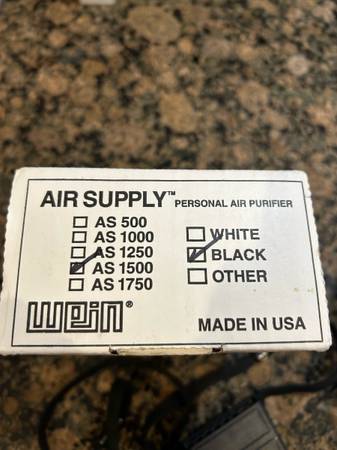 AIR SUPPLY™ PERSONAL AIR PURIFIER
AS 500
AS 1000
AS 1250
AS 1500
AS 1750
WHITE
BLACK
OTHER
wein®
MADE IN USA